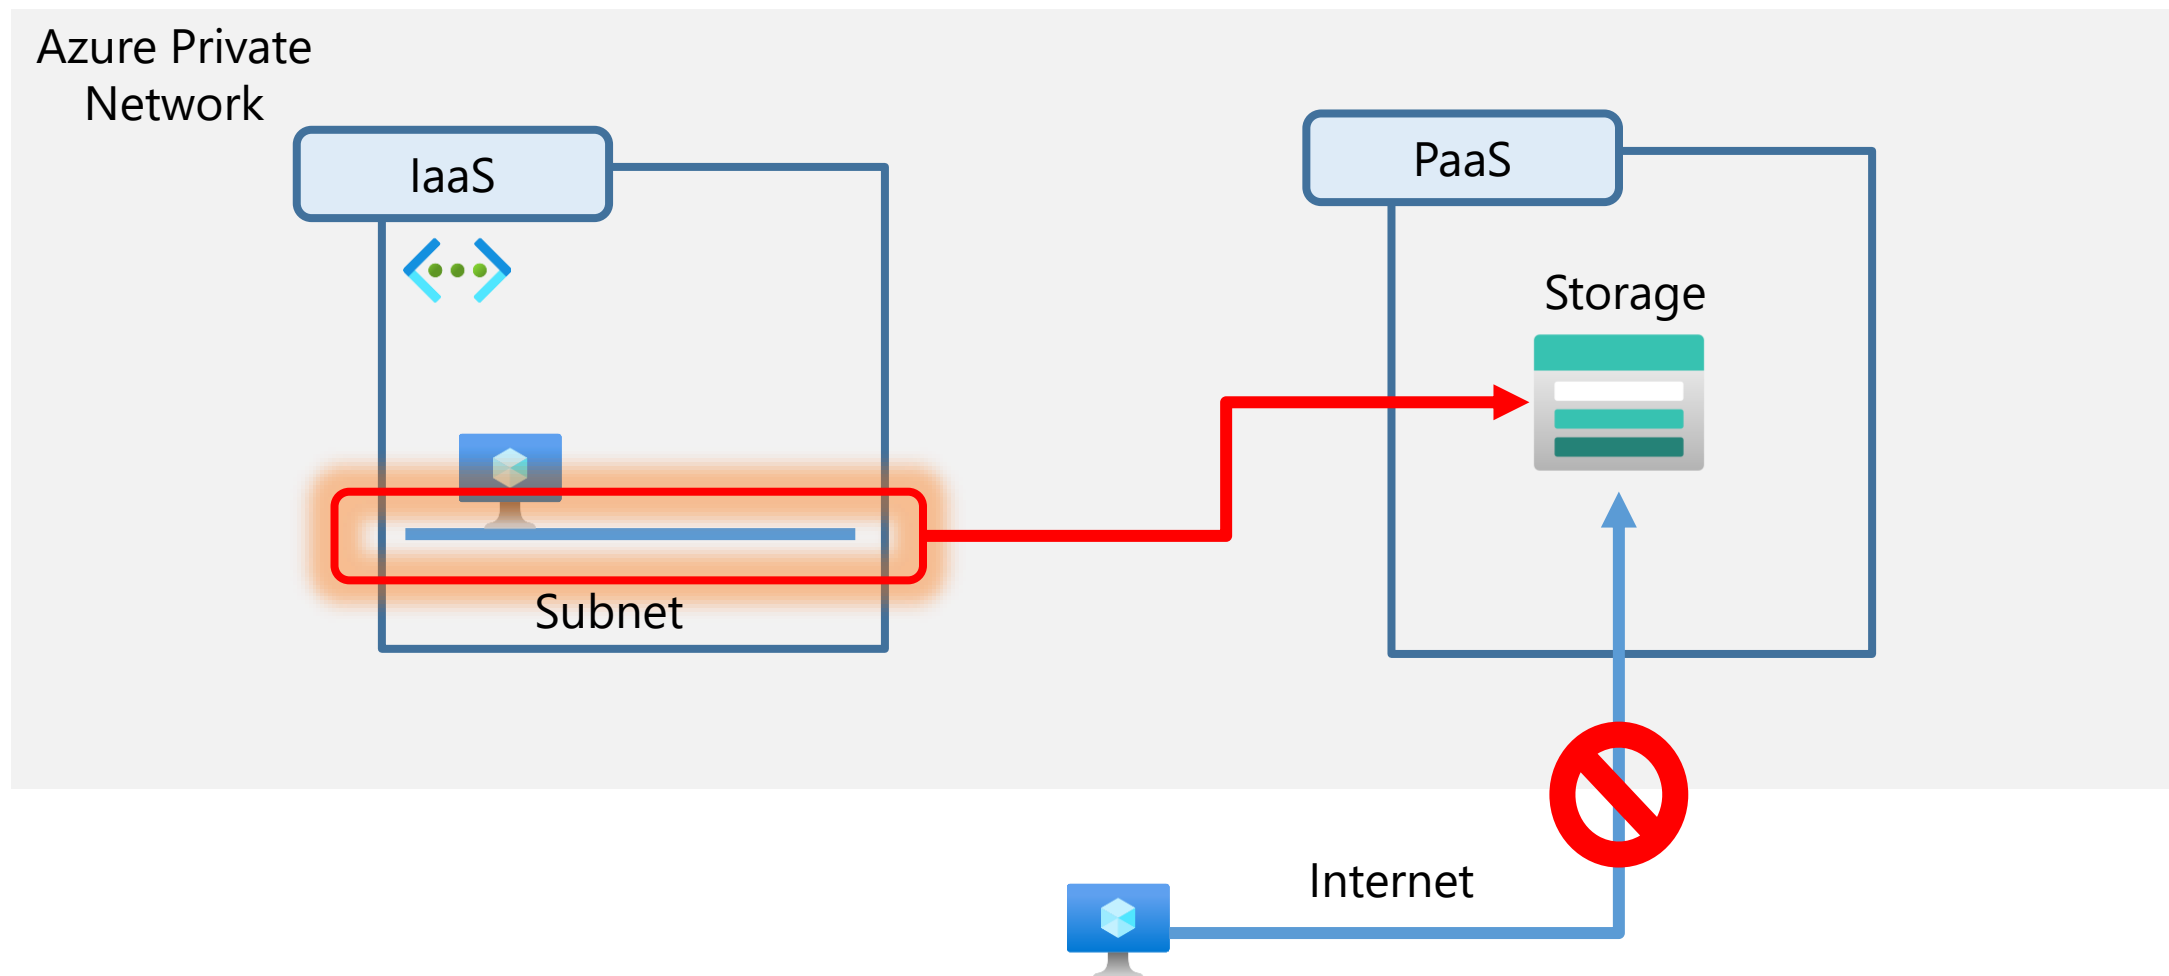 Azure Private
Network
IaaS
PaaS
Storage
Subnet
Internet